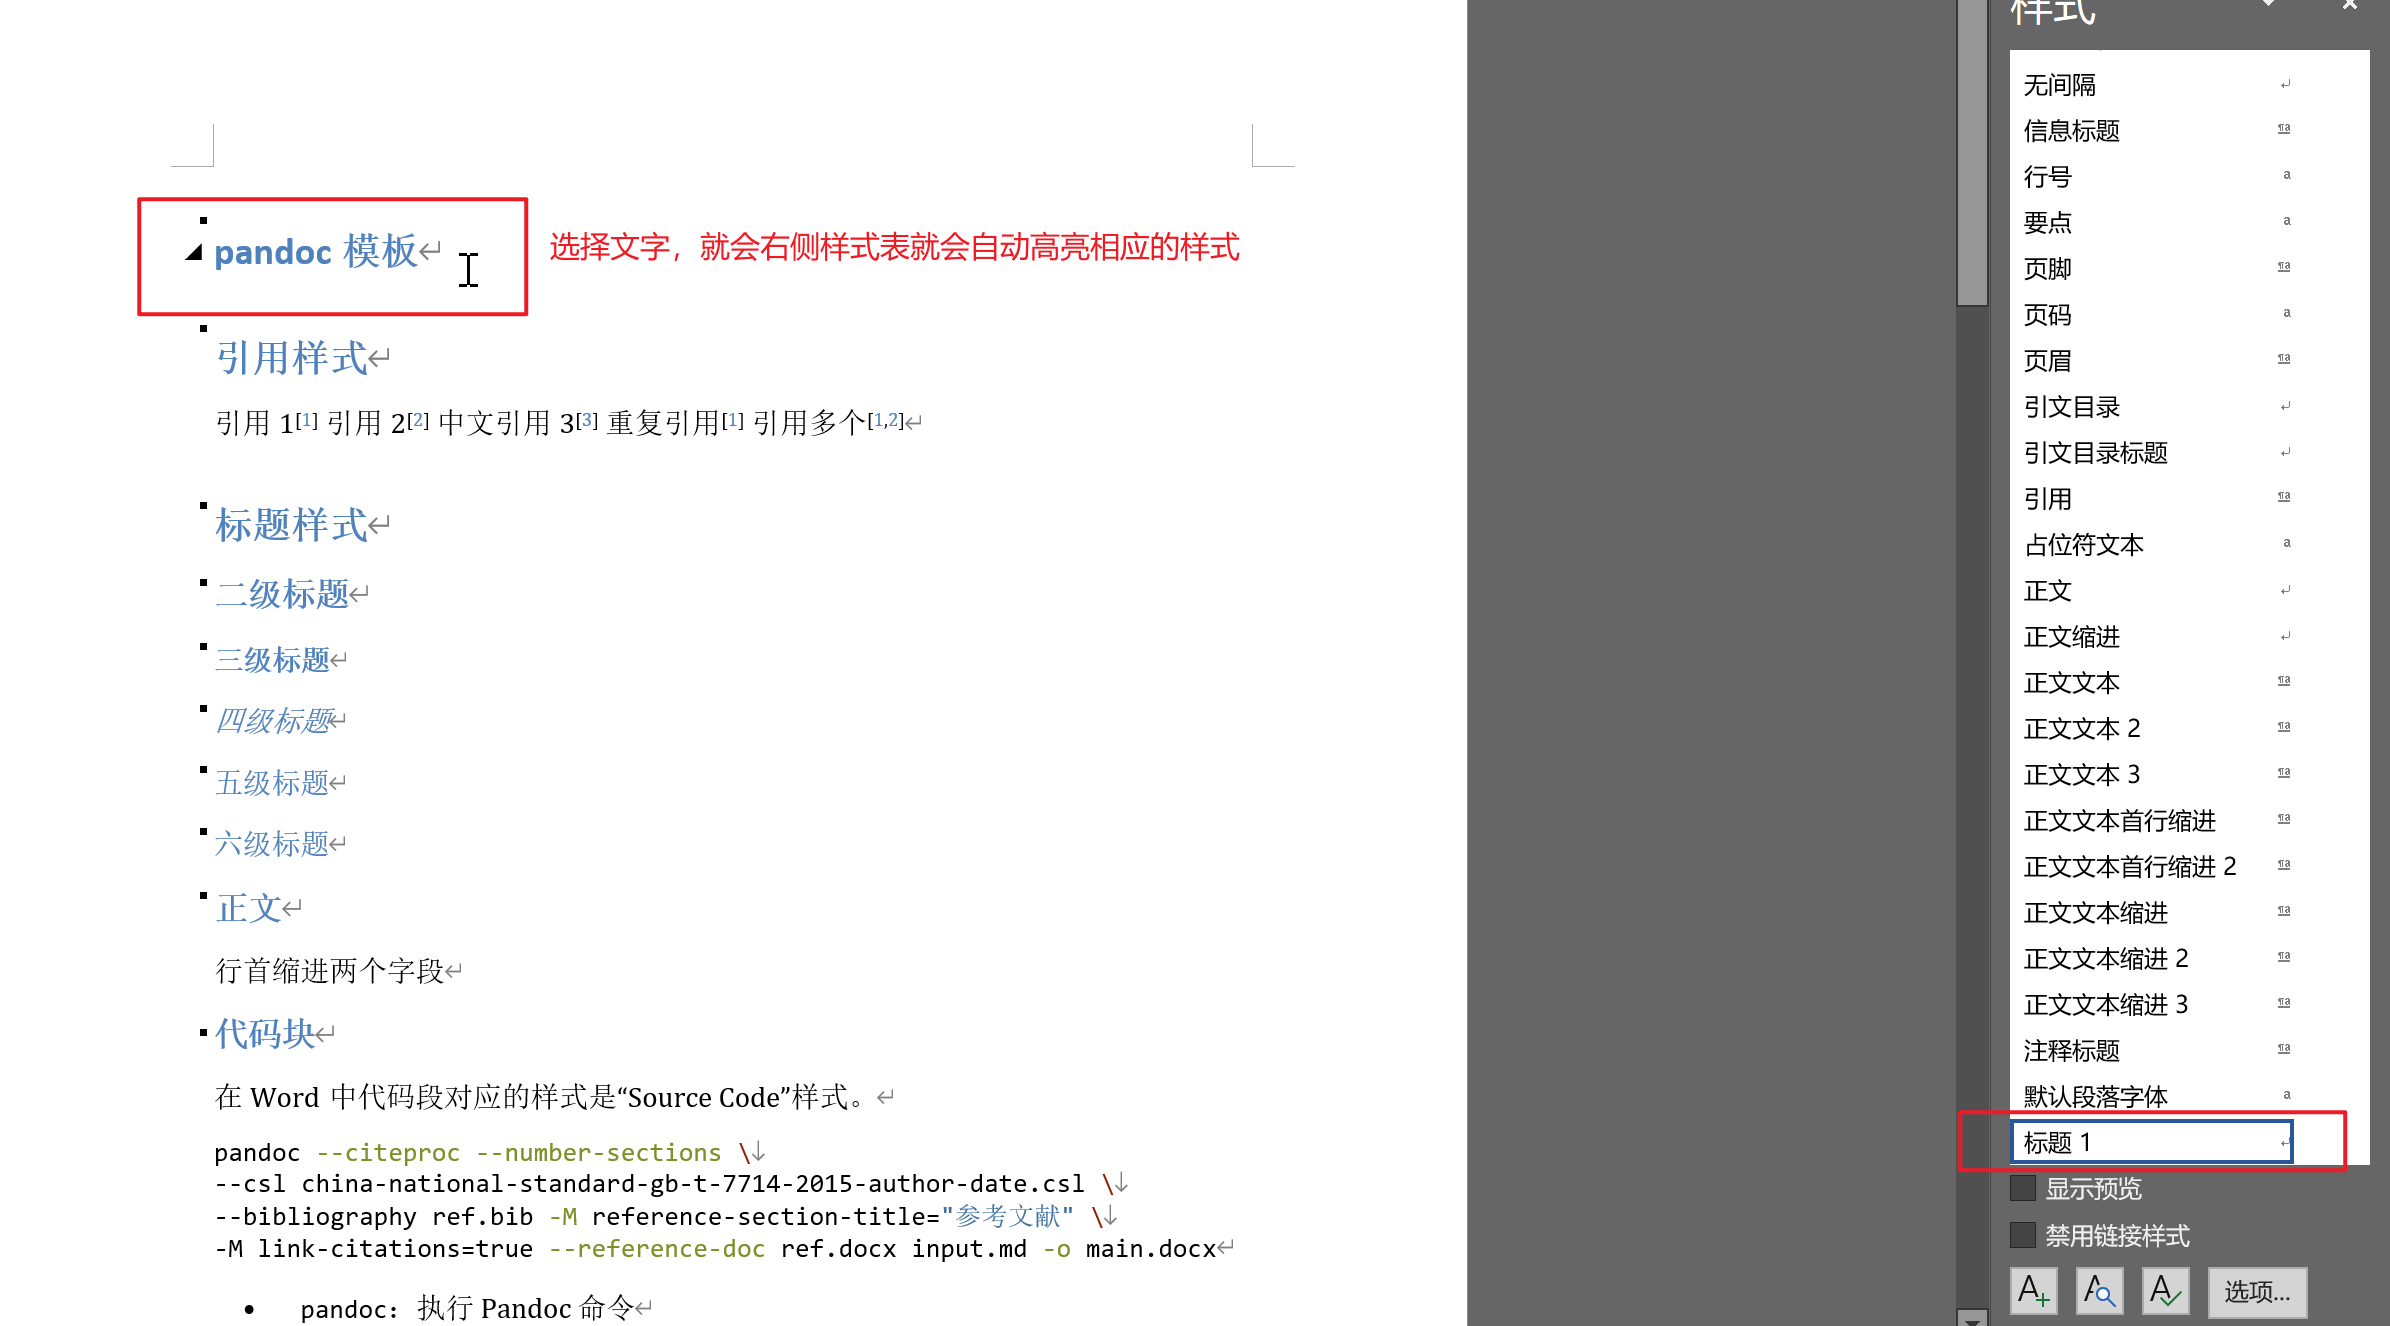 pandoc 模板
选择文字，就会右侧样式表就会自动高亮相应的样式
引用样式
引用 1[1] 引用 2[2] 中文引用 3[3] 重复引用[1] 引用多个[1,2]
标题样式
二级标题
三级标题
四级标题
五级标题
六级标题
正文
行首缩进两个字段
代码块
在 Word 中代码段对应的样式是“Source Code”样式。
pandoc --citeproc --number-sections \
--csl china-national-standard-gb-t-7714-2015-author-date.csl \
--bibliography ref.bib -M reference-section-title="参考文献" \
-M link-citations=true --reference-doc ref.docx input.md -o main.docx
• pandoc：执行 Pandoc 命令
样式
无间隔
信息标题
行号
要点
页脚
页码
页眉
引文目录
引文目录标题
引用
占位符文本
正文
正文缩进
正文文本
正文文本 2
正文文本 3
正文文本首行缩进
正文文本首行缩进 2
正文文本缩进
正文文本缩进 2
正文文本缩进 3
注释标题
默认段落字体
标题 1
显示预览
禁用链接样式
选项...